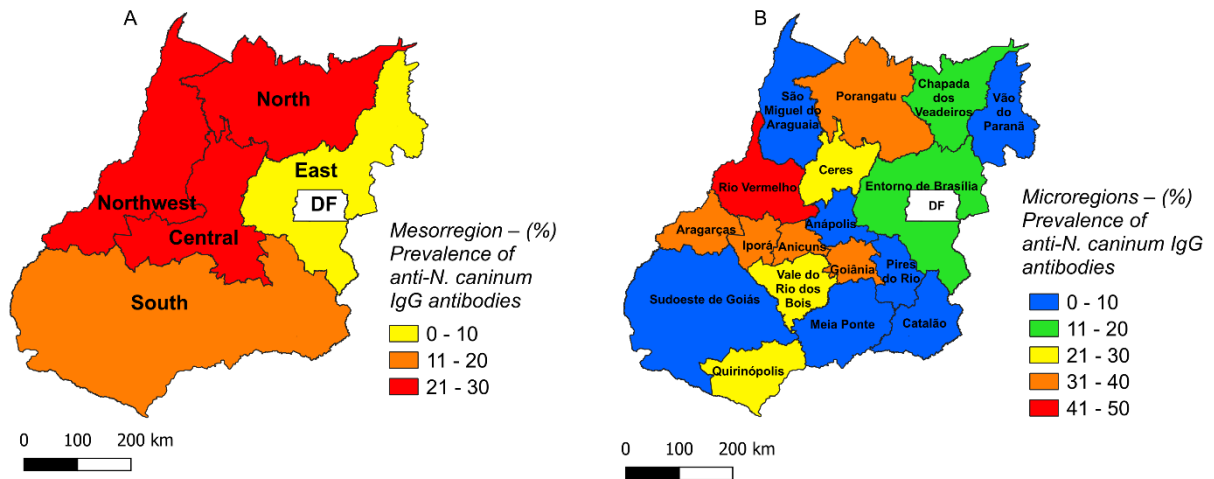 A
North
East
DF
Northwest
Central
South
Mesorregion – (%)
Prevalence of
anti-N. caninum
IgG antibodies
0 - 10
11 - 20
21 - 30
0 100 200 km
B
São
Miguel do
Araguaia
Porangatu
Chapada
dos
Veadeiros
Vão
do
Paranã
Ceres
Rio Vermelho
Entorno de Brasília
DF
Anápolis
Aragarças
Iporá
Anicuns
Goiânia
Pires
do Rio
Vale do
Rio dos
Bois
Sudoeste de Goiás
Meia Ponte
Catalão
Quirinópolis
Microregions – (%)
Prevalence of
anti-N. caninum IgG
antibodies
0 - 10
11 - 20
21 - 30
31 - 40
41 - 50
0 100 200 km